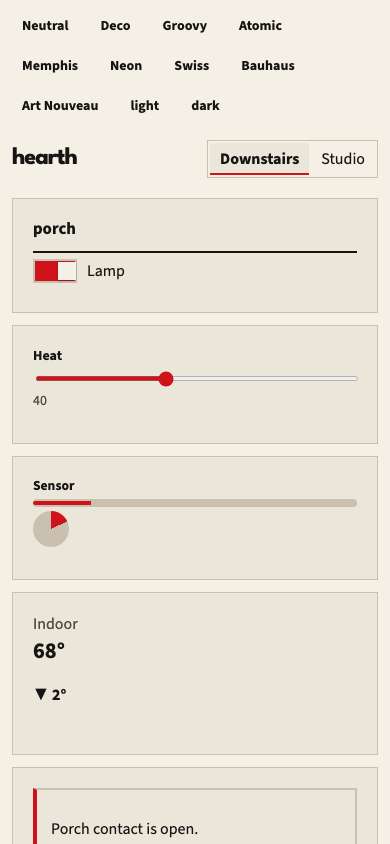 Neutral Deco Groovy Atomic
Memphis Neon Swiss Bauhaus
Art Nouveau light dark
hearth
Downstairs Studio
porch
Lamp
Heat
40
Sensor
Indoor
68°
▼ 2°
Porch contact is open.